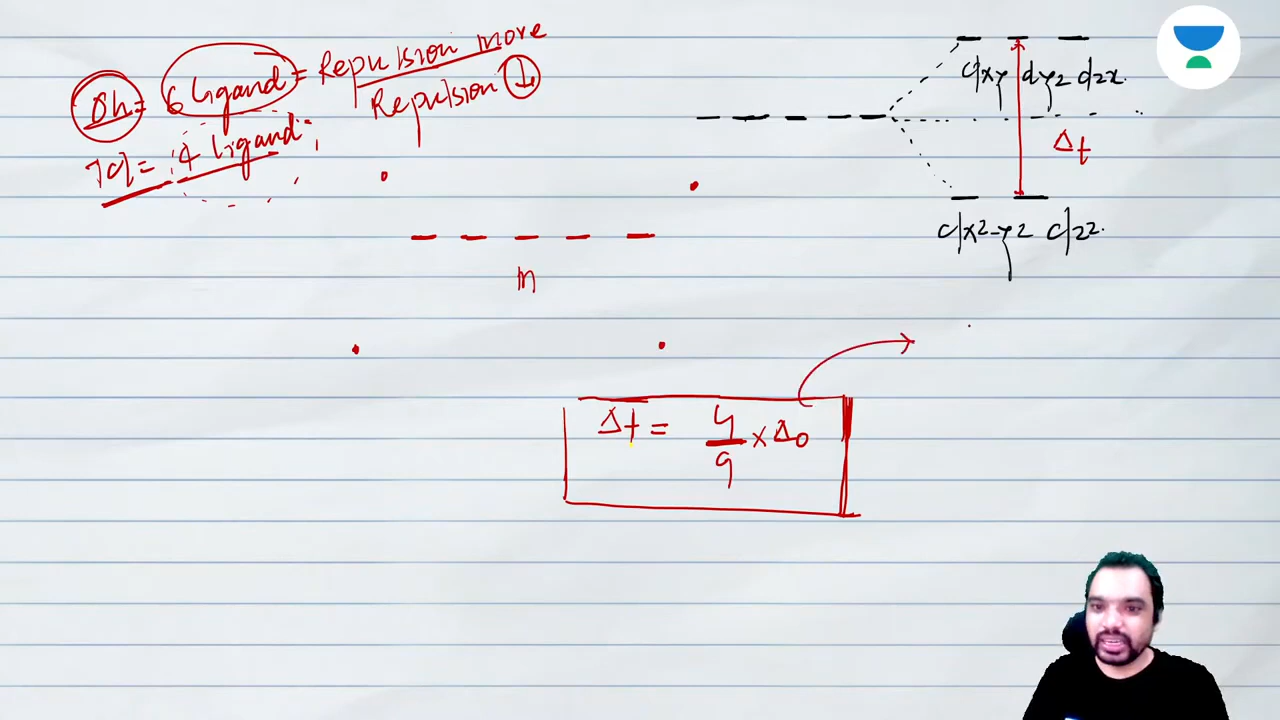 Oh = 6 ligand = Repulsion more
Td = 4 ligand Repulsion ↓
dxy dyz dzx
Δt
dx²-y² dz²
m
Δt = 4/9 × Δo